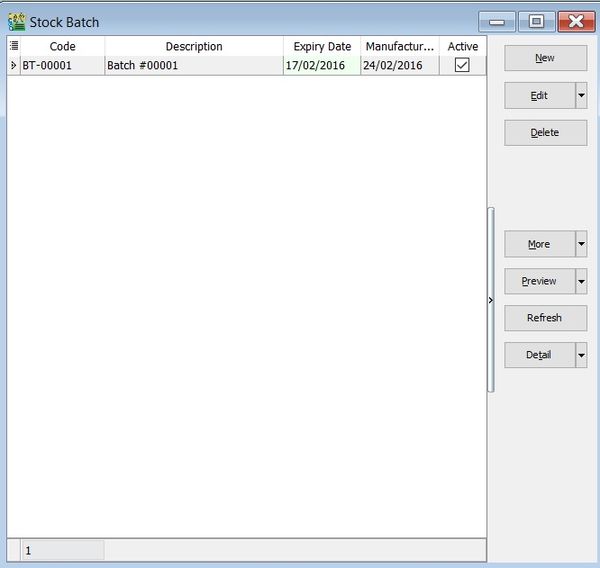 Stock Batch
Code Description Expiry Date Manufactur... Active
BT-00001 Batch #00001 17/02/2016 24/02/2016
New
Edit
Delete
More
Preview
Refresh
Detail
1